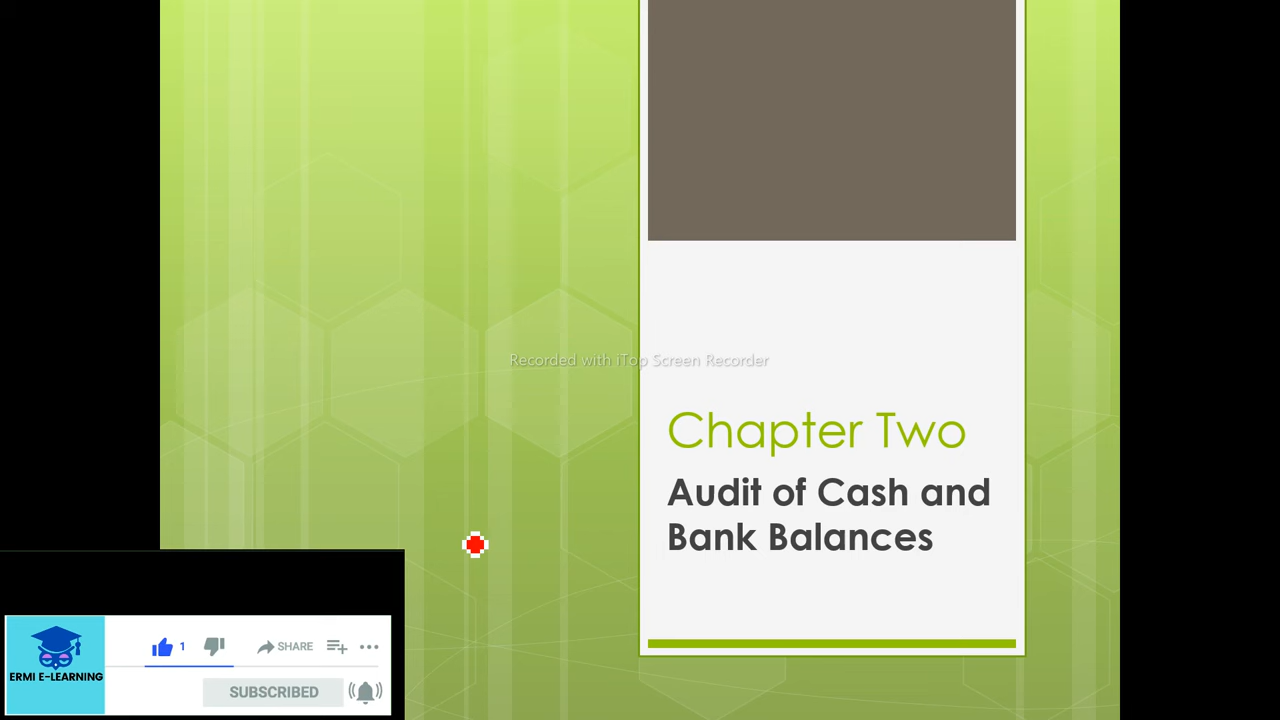 Recorded with iTop Screen Recorder
Chapter Two
Audit of Cash and
Bank Balances
ERMI E-LEARNING
1
SHARE
SUBSCRIBED